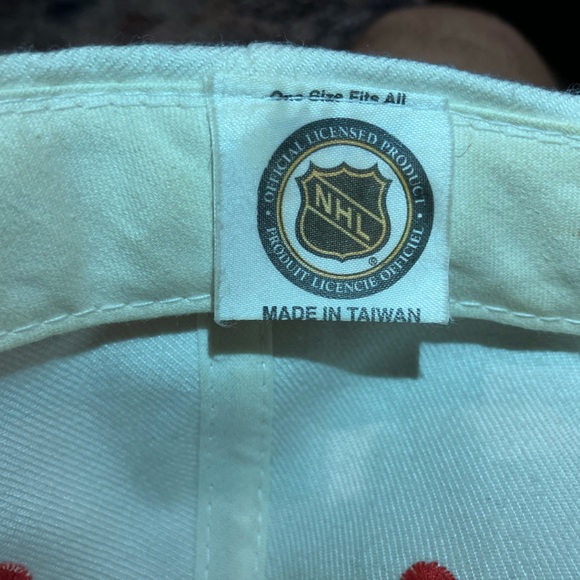 One Size Fits All
· OFFICIAL LICENSED PRODUCT ·
NHL
®
PRODUIT LICENCIE OFFICIEL
MADE IN TAIWAN